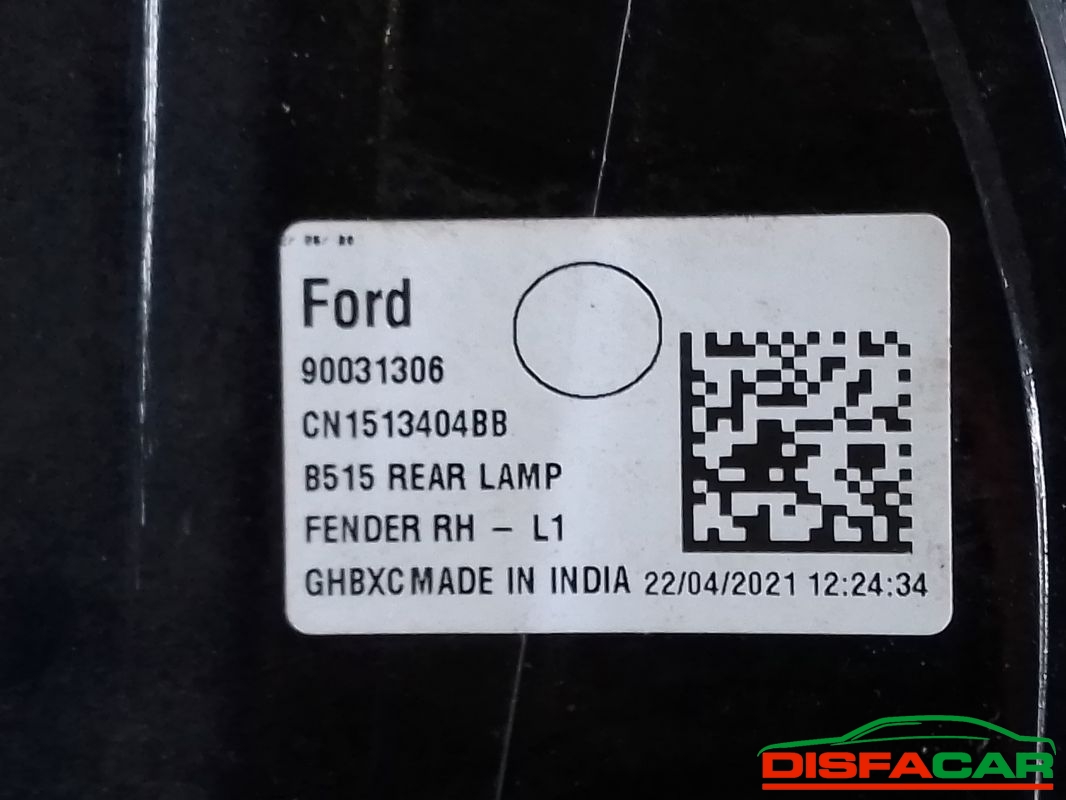 Ford
90031306
CN1513404BB
B515 REAR LAMP
FENDER RH - L1
GHBXC MADE IN INDIA 22/04/2021 12:24:34
DISFACAR